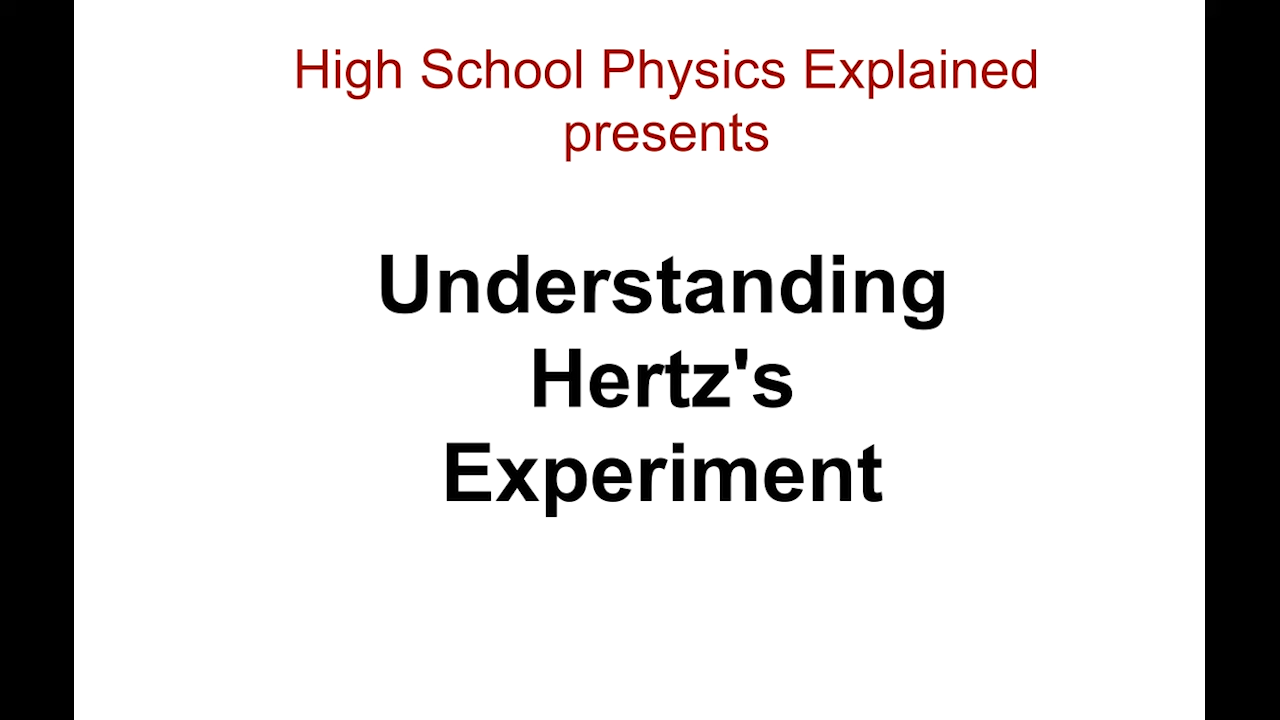 High School Physics Explained
presents
Understanding
Hertz's
Experiment